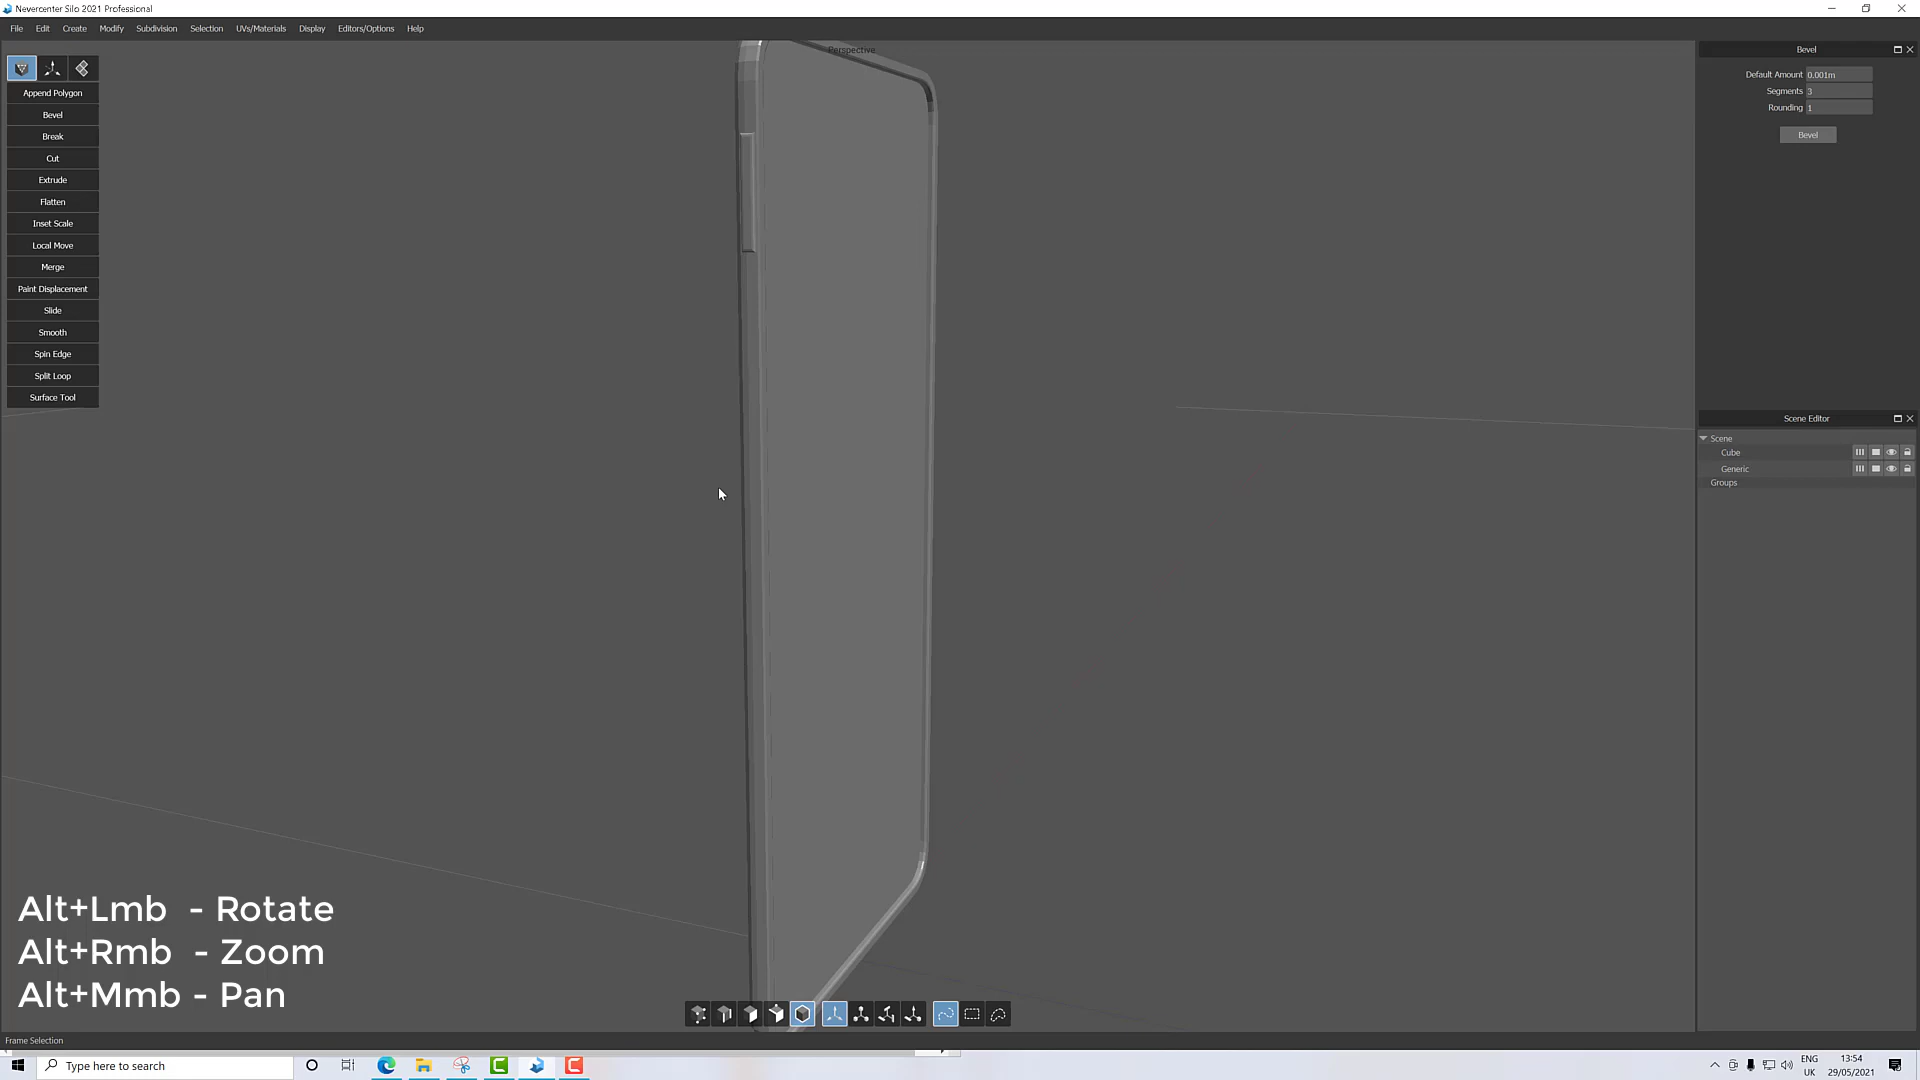 Nevercenter Silo 2021 Professional
File Edit Create Modify Subdivision Selection UVs/Materials Display Editors/Options Help
Perspective
Append Polygon
Bevel
Break
Cut
Extrude
Flatten
Inset Scale
Local Move
Merge
Paint Displacement
Slide
Smooth
Spin Edge
Split Loop
Surface Tool
Bevel
Default Amount 0.001m
Segments 3
Rounding 1
Bevel
Scene Editor
Scene
Cube
Generic
Groups
Alt+Lmb - Rotate
Alt+Rmb - Zoom
Alt+Mmb - Pan
Frame Selection
Type here to search
ENG
UK
13:54
29/05/2021